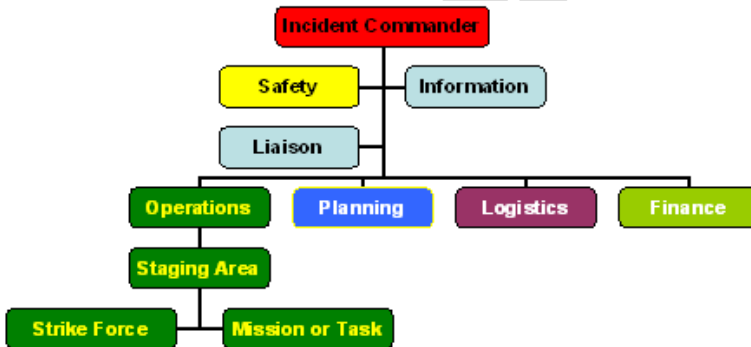 Incident Commander
Safety
Information
Liaison
Operations
Planning
Logistics
Finance
Staging Area
Strike Force
Mission or Task